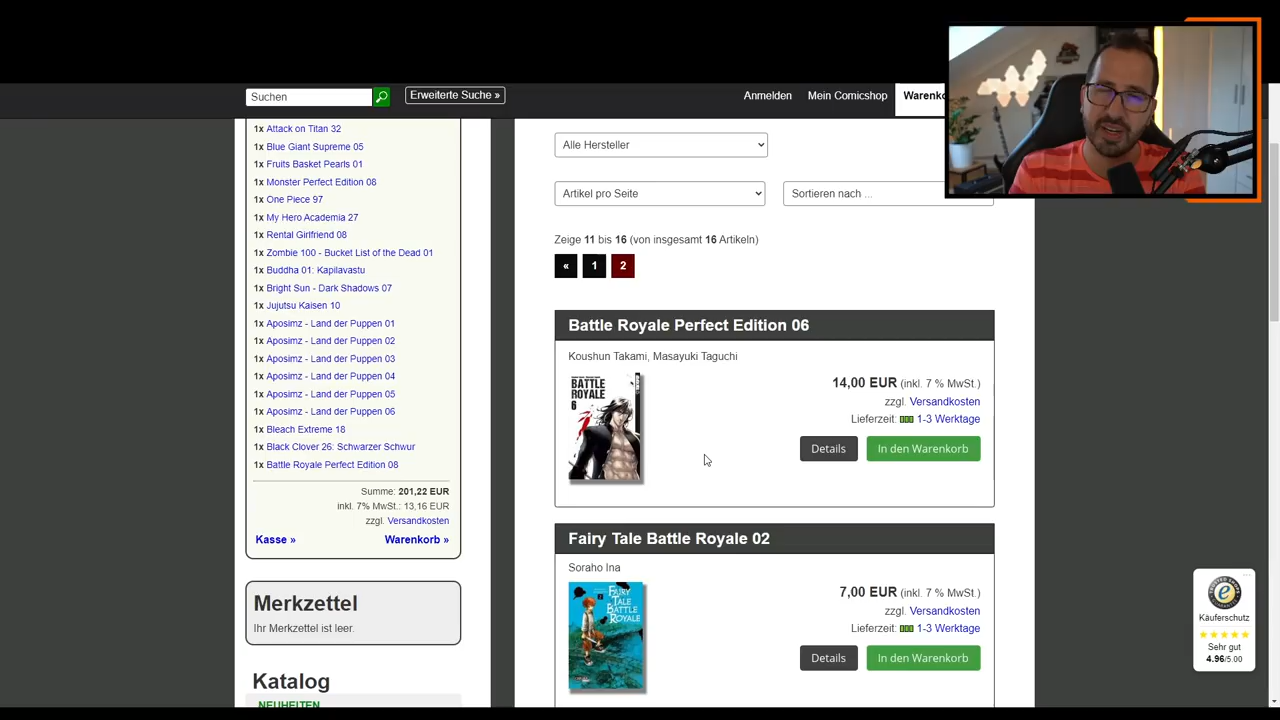 Suchen
Erweiterte Suche »
Anmelden
Mein Comicshop
1x Attack on Titan 32
1x Blue Giant Supreme 05
1x Fruits Basket Pearls 01
1x Monster Perfect Edition 08
1x One Piece 97
1x My Hero Academia 27
1x Rental Girlfriend 08
1x Zombie 100 - Bucket List of the Dead 01
1x Buddha 01: Kapilavastu
1x Bright Sun - Dark Shadows 07
1x Jujutsu Kaisen 10
1x Aposimz - Land der Puppen 01
1x Aposimz - Land der Puppen 02
1x Aposimz - Land der Puppen 03
1x Aposimz - Land der Puppen 04
1x Aposimz - Land der Puppen 05
1x Aposimz - Land der Puppen 06
1x Bleach Extreme 18
1x Black Clover 26: Schwarzer Schwur
1x Battle Royale Perfect Edition 08
Summe: 201,22 EUR
inkl. 7% MwSt.: 13,16 EUR
zzgl. Versandkosten
Kasse »
Warenkorb »
Merkzettel
Ihr Merkzettel ist leer.
Katalog
NEUHEITEN
Alle Hersteller
Artikel pro Seite
Sortieren nach ...
Zeige 11 bis 16 (von insgesamt 16 Artikeln)
« 1 2
Battle Royale Perfect Edition 06
Koushun Takami, Masayuki Taguchi
BATTLE
ROYALE
6
14,00 EUR (inkl. 7 % MwSt.)
zzgl. Versandkosten
Lieferzeit: 1-3 Werktage
Details
In den Warenkorb
Fairy Tale Battle Royale 02
Soraho Ina
FAIRY
TALE
BATTLE
ROYALE
7,00 EUR (inkl. 7 % MwSt.)
zzgl. Versandkosten
Lieferzeit: 1-3 Werktage
Details
In den Warenkorb
e
Käuferschutz
Sehr gut
4.96/5.00